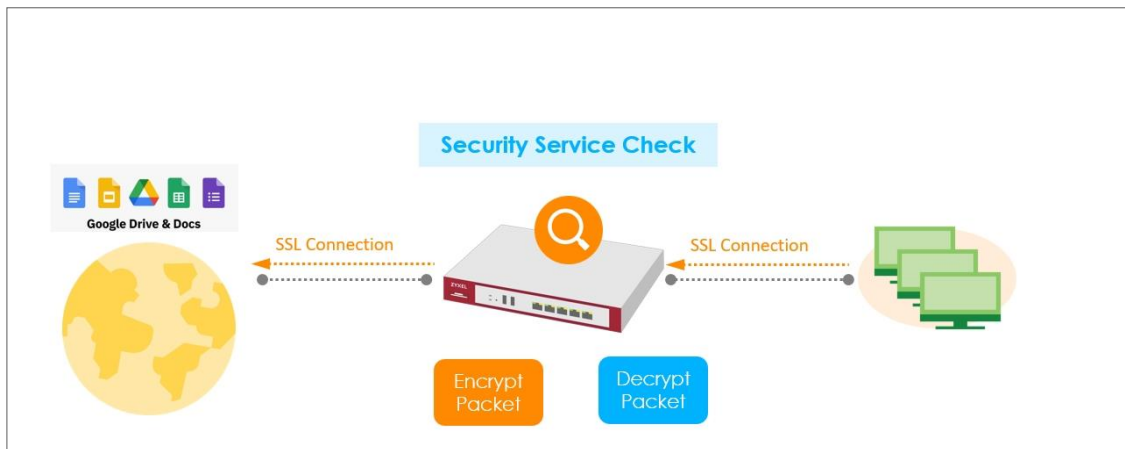 Security Service Check
Google Drive & Docs
SSL Connection
SSL Connection
ZYXEL
Encrypt
Packet
Decrypt
Packet